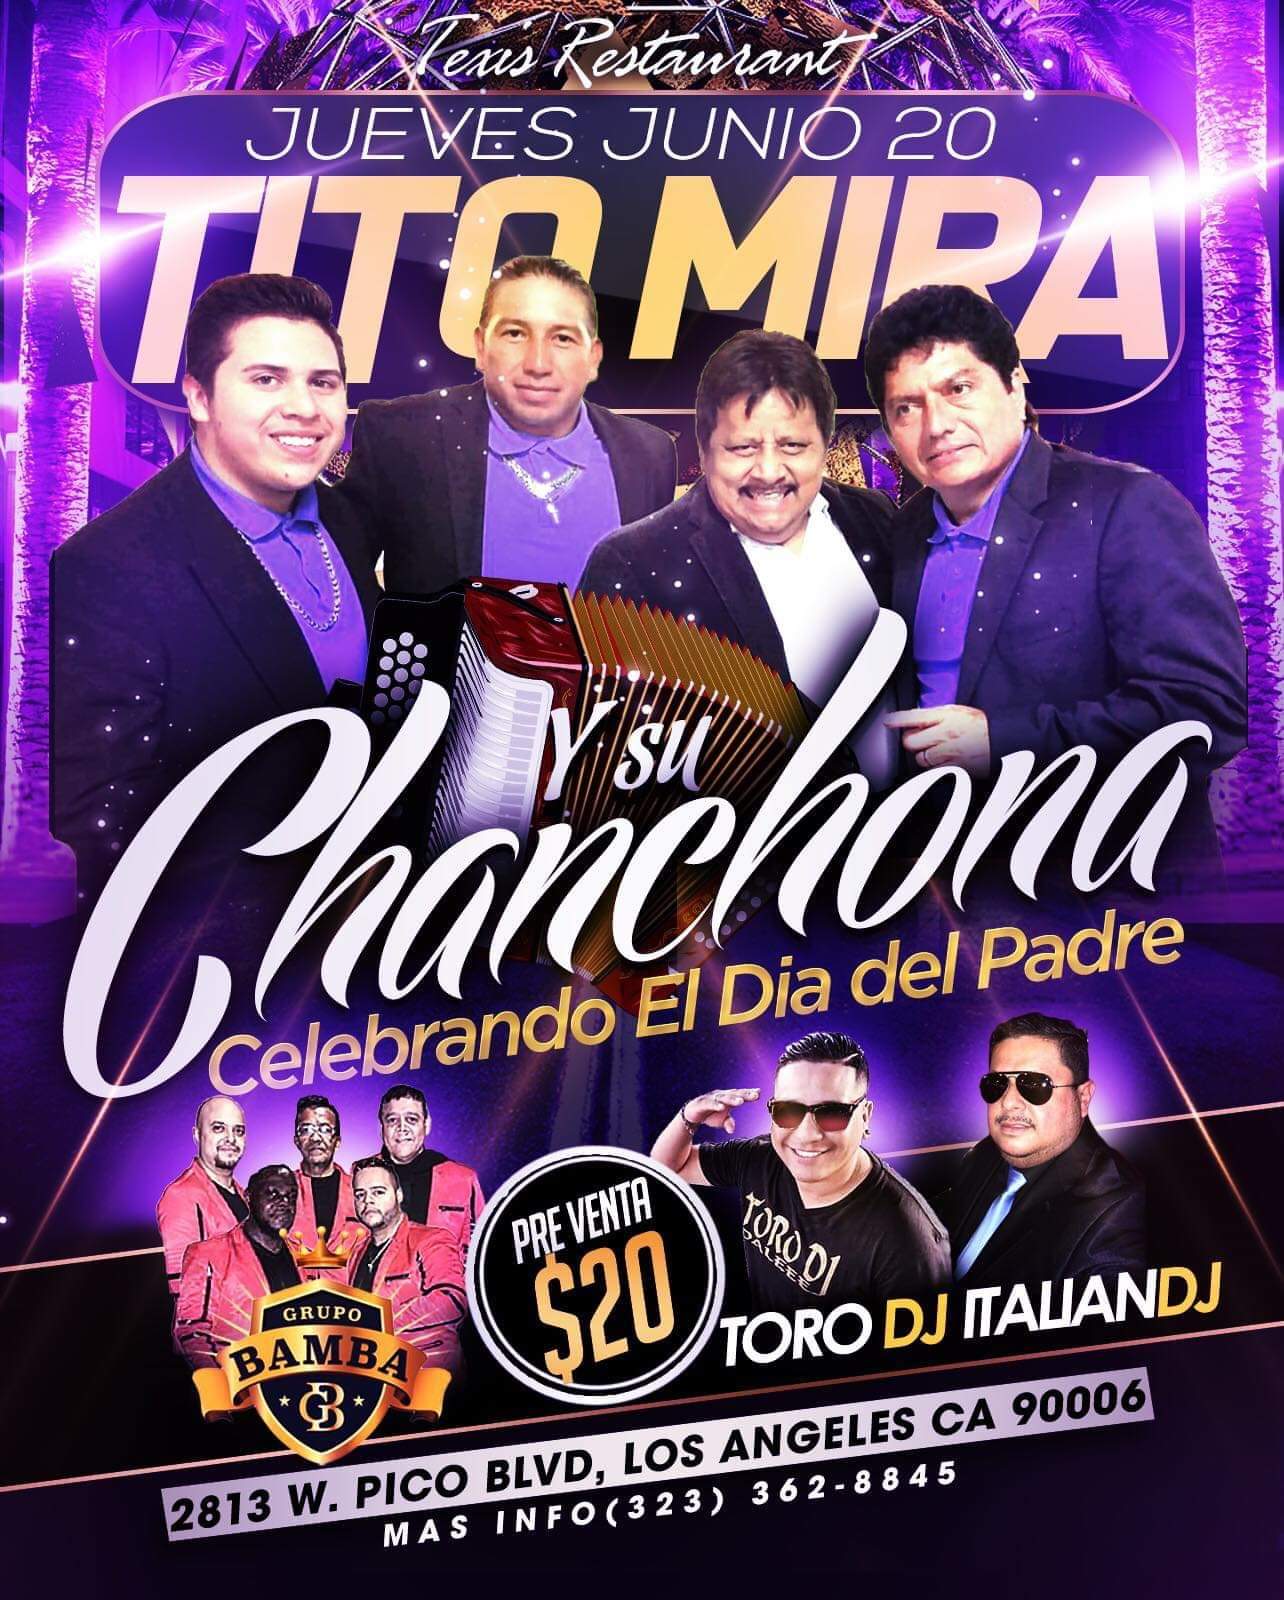 Texis Restaurant
JUEVES JUNIO 20
TITO MIRA
Y su
Chanchona
Celebrando El Dia del Padre
GRUPO
BAMBA
GB
PRE VENTA
$20
TORO DJ
DALEEE
TORO DJ ITALIANDJ
2813 W. PICO BLVD, LOS ANGELES CA 90006
MAS INFO(323) 362-8845